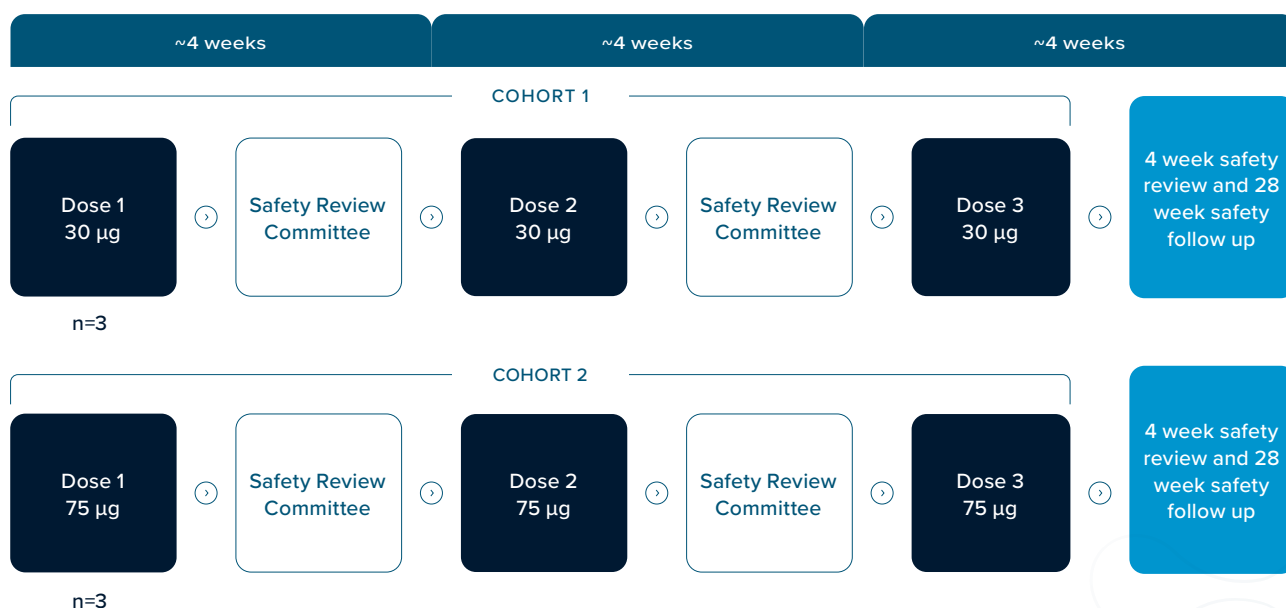 ~4 weeks
~4 weeks
~4 weeks
COHORT 1
Dose 1
30 µg
Safety Review
Committee
Dose 2
30 µg
Safety Review
Committee
Dose 3
30 µg
4 week safety
review and 28
week safety
follow up
n=3
COHORT 2
Dose 1
75 µg
Safety Review
Committee
Dose 2
75 µg
Safety Review
Committee
Dose 3
75 µg
4 week safety
review and 28
week safety
follow up
n=3